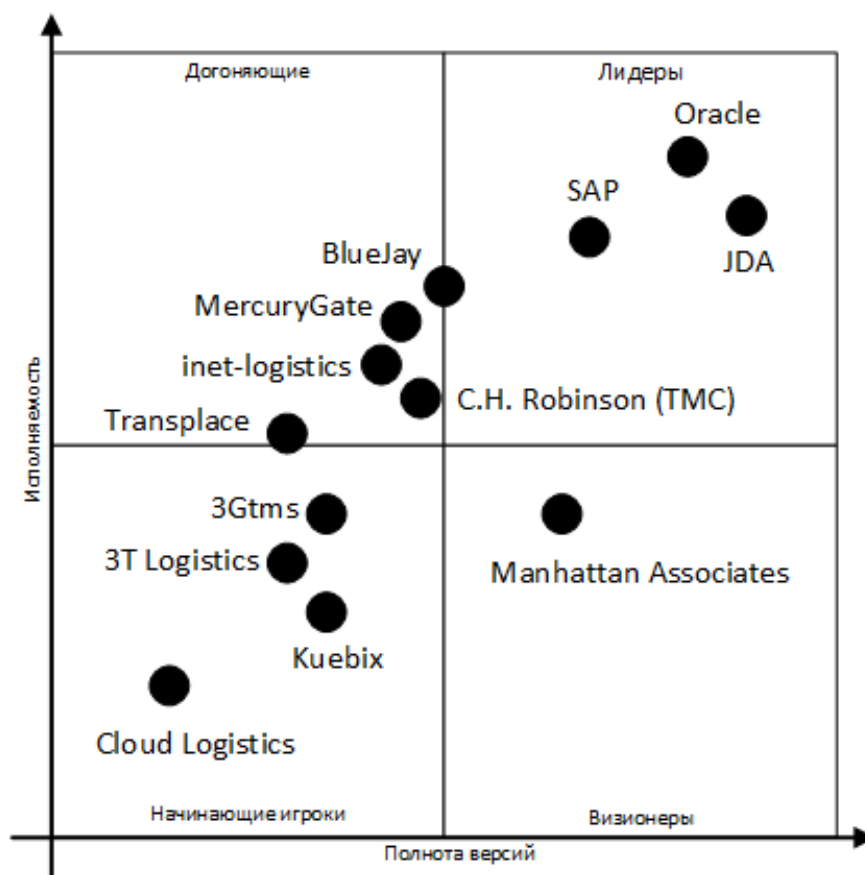 Догоняющие
Лидеры
Oracle
SAP
JDA
BlueJay
MercuryGate
inet-logistics
C.H. Robinson (TMC)
Transplace
Исполняемость
3Gtms
3T Logistics
Manhattan Associates
Kuebix
Cloud Logistics
Начинающие игроки
Визионеры
Полнота версий